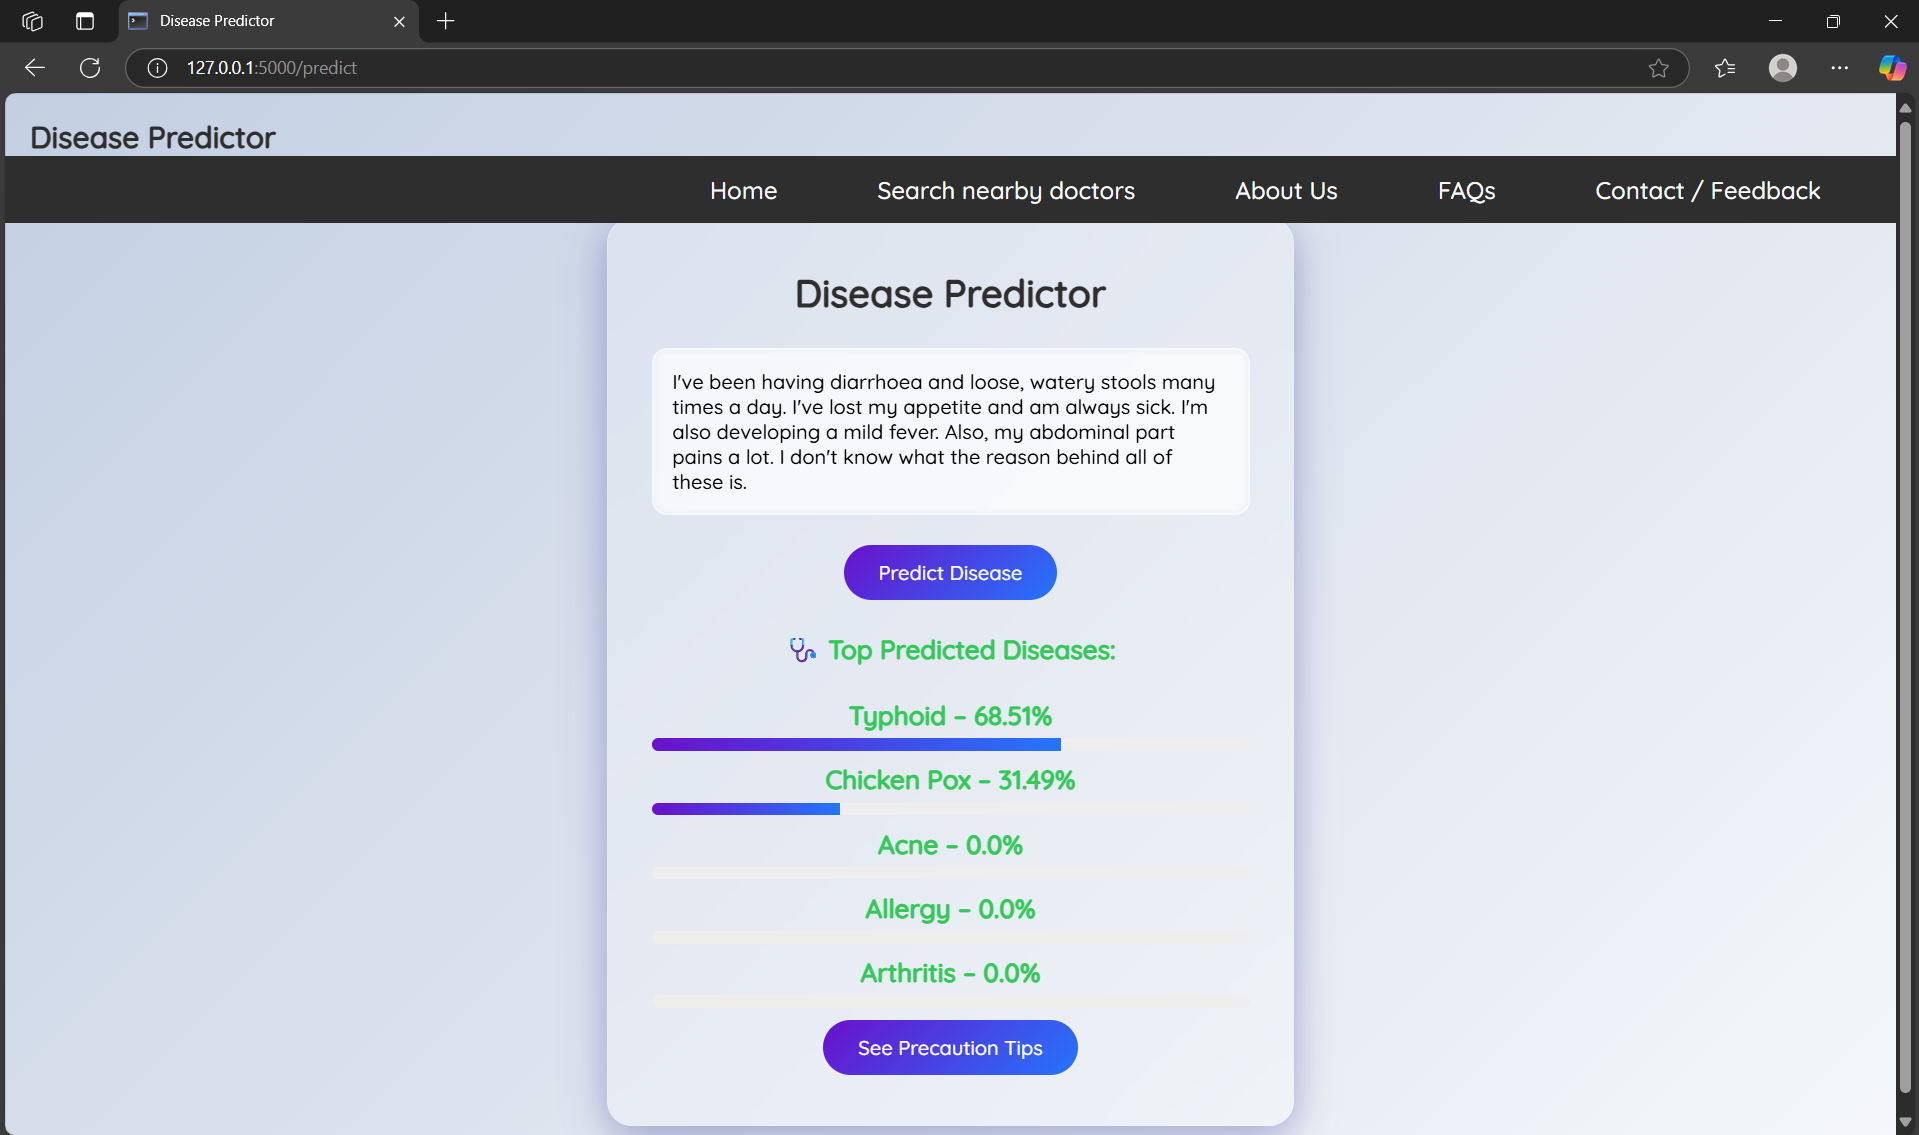 Disease Predictor
127.0.0.1:5000/predict
Disease Predictor
Home Search nearby doctors About Us FAQs Contact / Feedback
Disease Predictor
I've been having diarrhoea and loose, watery stools many
times a day. I've lost my appetite and am always sick. I'm
also developing a mild fever. Also, my abdominal part
pains a lot. I don't know what the reason behind all of
these is.
Predict Disease
Top Predicted Diseases:
Typhoid – 68.51%
Chicken Pox – 31.49%
Acne – 0.0%
Allergy – 0.0%
Arthritis – 0.0%
See Precaution Tips